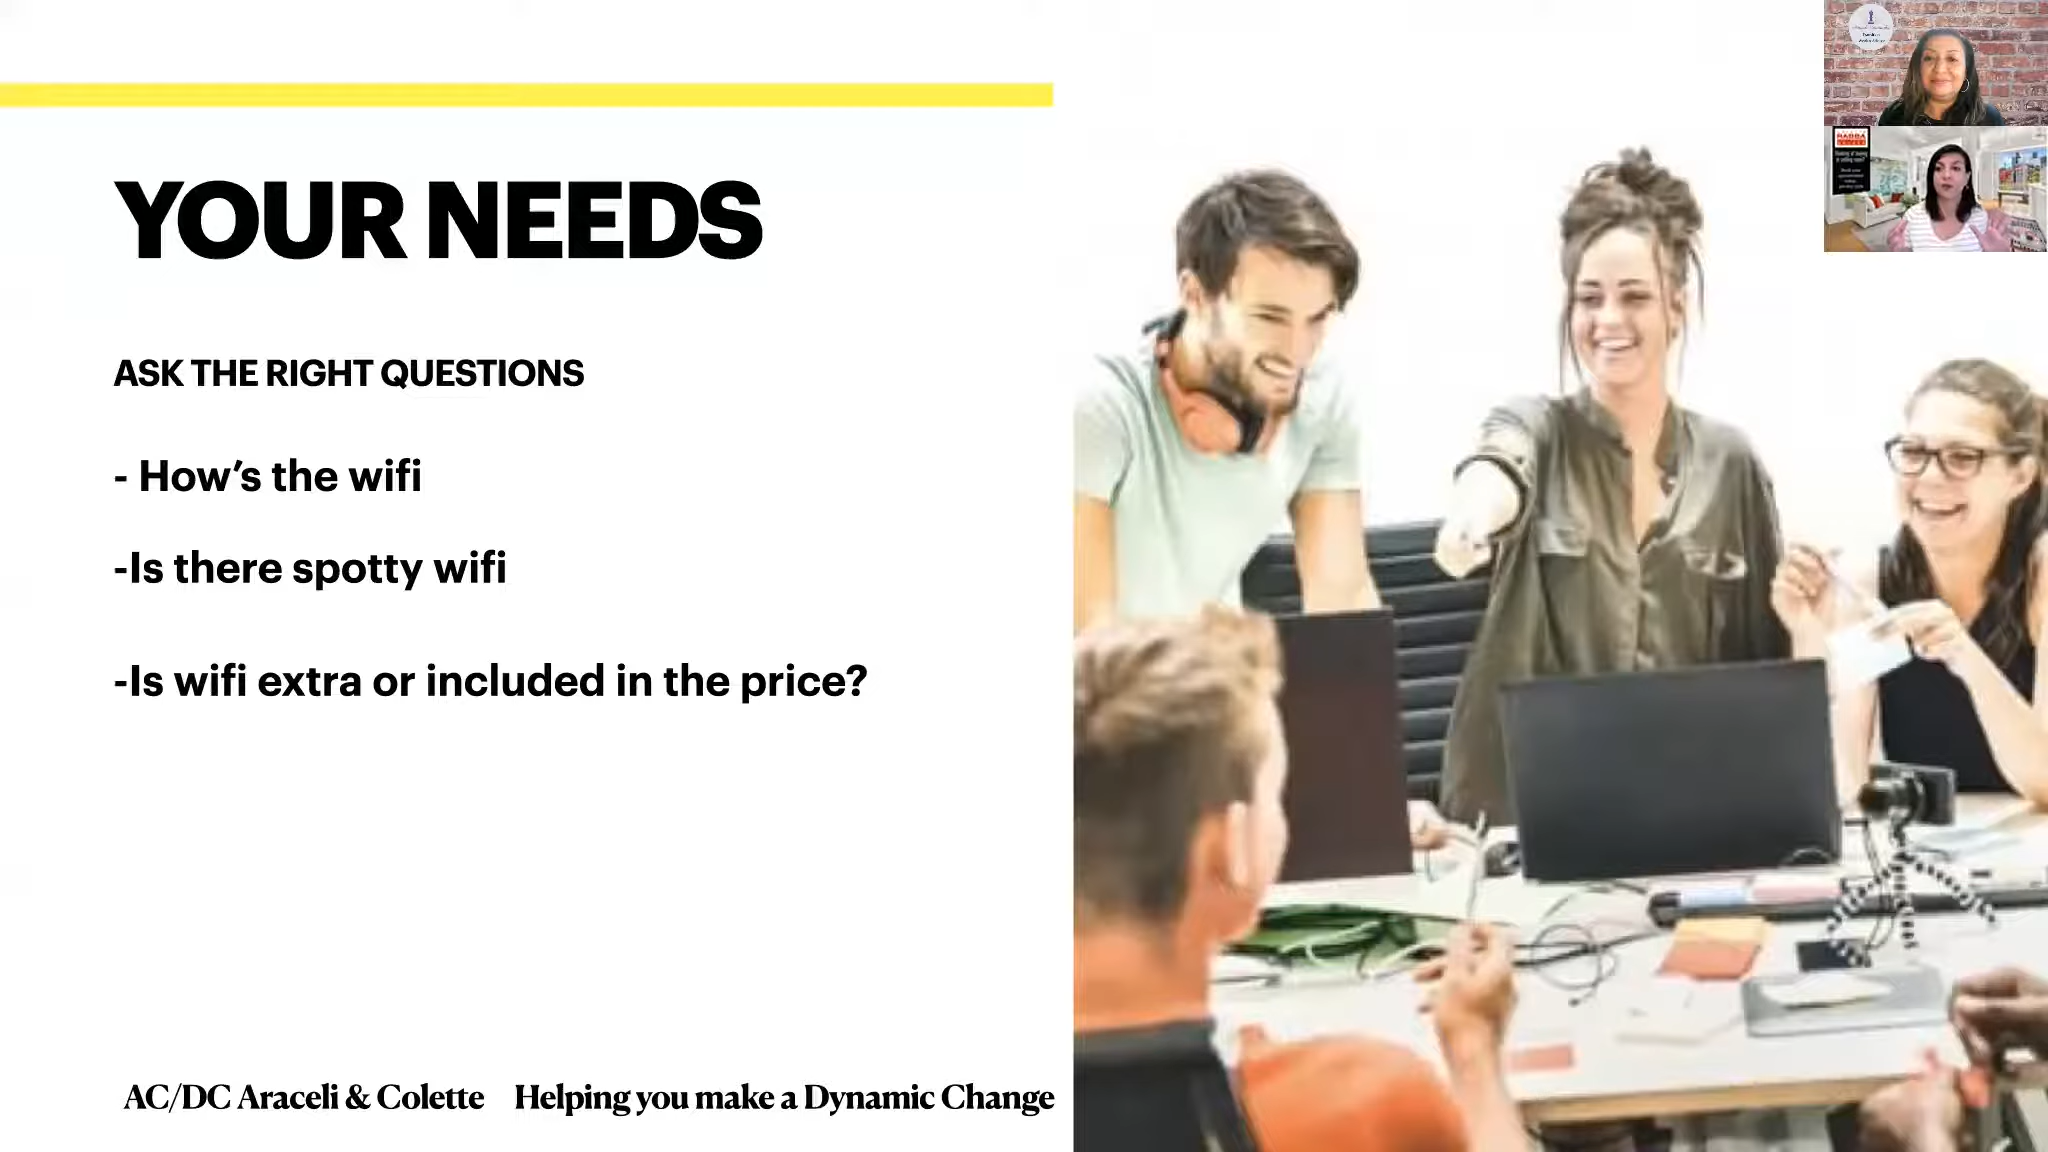 YOUR NEEDS
ASK THE RIGHT QUESTIONS
- How's the wifi
-Is there spotty wifi
-Is wifi extra or included in the price?
AC/DC Araceli & Colette Helping you make a Dynamic Change
RABBA